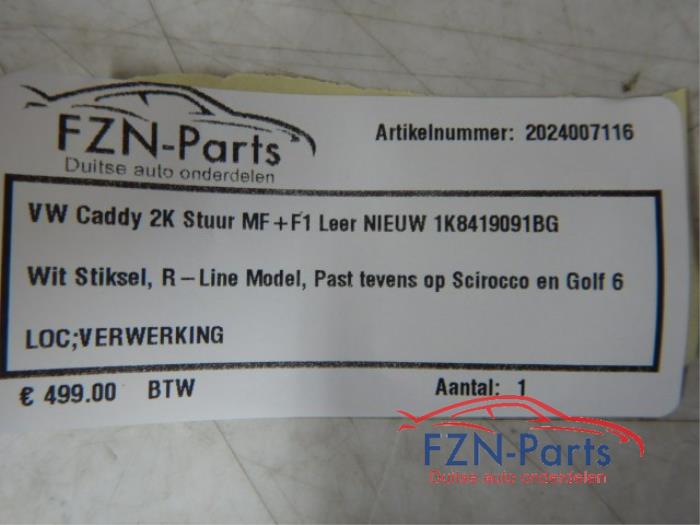 FZN-Parts
Duitse auto onderdelen
Artikelnummer: 2024007116
VW Caddy 2K Stuur MF+F1 Leer NIEUW 1K8419091BG
Wit Stiksel, R-Line Model, Past tevens op Scirocco en Golf 6
LOC;VERWERKING
€ 499.00 BTW
Aantal: 1
FZN-Parts
Duitse auto onderdelen